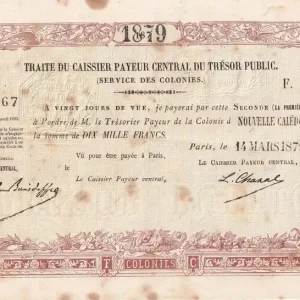 1879
TRAITE DU CAISSIER PAYEUR CENTRAL DU TRÉSOR PUBLIC.
(SERVICE DES COLONIES.)
F.
67
A VINGT JOURS DE VUE, je payerai par cette SECONDE (LA PREMIÈ
à l'ordre de M. le Trésorier Payeur de la Colonie d NOUVELLE CALÉD
la somme de DIX MILLE FRANCS.
Vu pour être payée à Paris,
Paris, le 14 MARS 187
le
LE CAISSIER PAYEUR CENTRAL,
Le Caissier Payeur central,
T COLONIES C